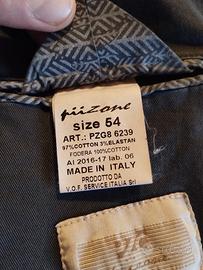 piizone
size 54
ART.: PZG8 6239
97%COTTON 3%ELASTAN
FODERA 100%COTTON
AI 2016-17 lab. 06
MADE IN ITALY
PRODOTTO DA
V.O.F. SERVICE ITALIA Srl